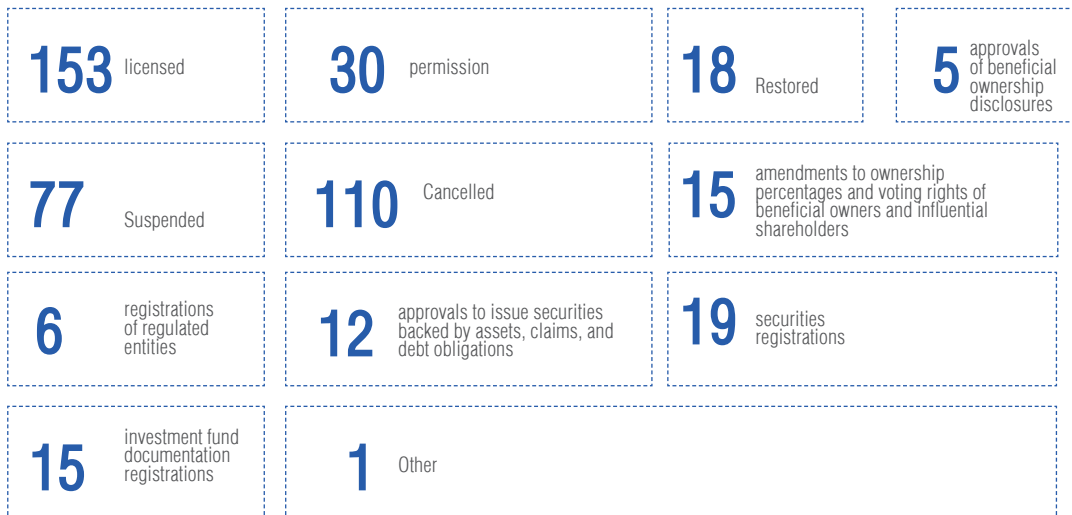 153 licensed
30 permission
18 Restored
5 approvals
of beneficial
ownership
disclosures
77 Suspended
110 Cancelled
15 amendments to ownership
percentages and voting rights of
beneficial owners and influential
shareholders
6 registrations
of regulated
entities
12 approvals to issue securities
backed by assets, claims, and
debt obligations
19 securities
registrations
15 investment fund
documentation
registrations
1 Other